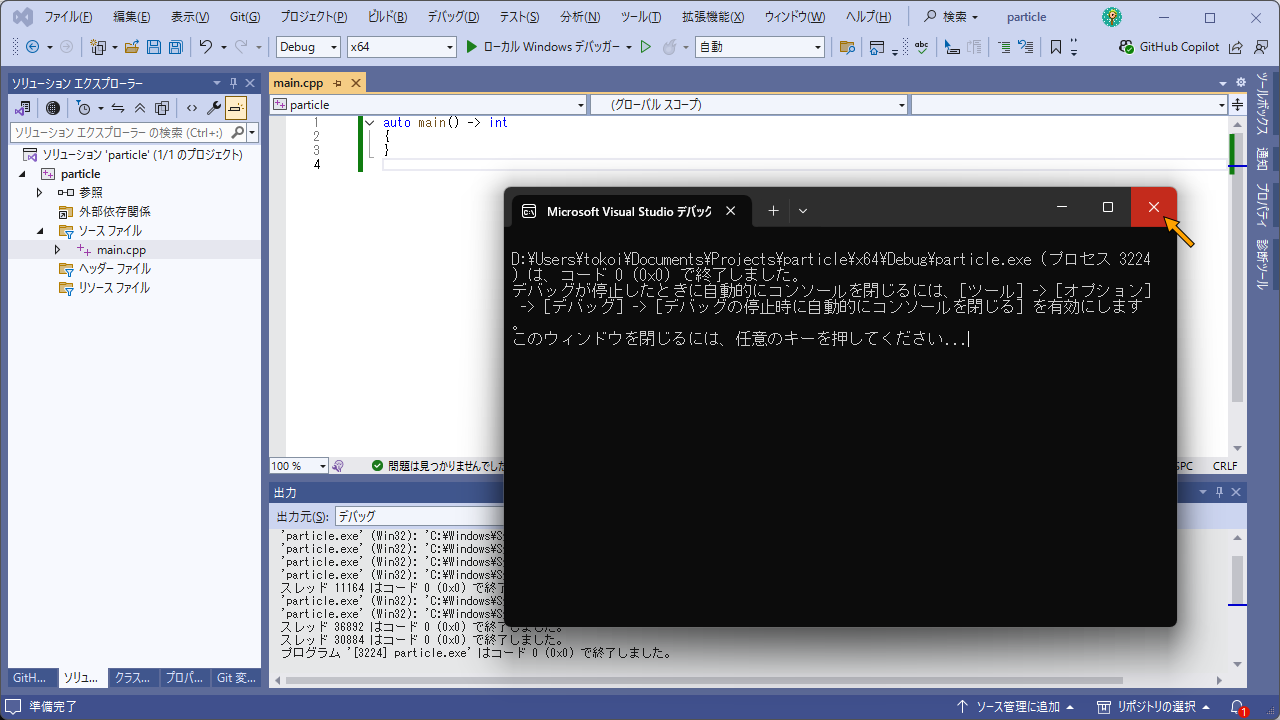 ファイル(F) 編集(E) 表示(V) Git(G) プロジェクト(P) ビルド(B) デバッグ(D) テスト(S) 分析(N) ツール(T) 拡張機能(X) ウィンドウ(W) ヘルプ(H) 検索 particle
Debug x64 ローカル Windows デバッガー 自動 abc GitHub Copilot
ソリューション エクスプローラー
ソリューション エクスプローラー の検索 (Ctrl+:)
ソリューション 'particle' (1/1 のプロジェクト)
particle
参照
外部依存関係
ソース ファイル
main.cpp
ヘッダー ファイル
リソース ファイル
GitH... ソリュ... クラス... プロパ... Git 変...
main.cpp
particle (グローバル スコープ)
1 auto main() -> int
2 {
3 }
4
100 % 問題は見つかりませんでした
SPC CRLF
Microsoft Visual Studio デバック
D:¥Users¥tokoi¥Documents¥Projects¥particle¥x64¥Debug¥particle.exe (プロセス 3224
) は、コード 0 (0x0) で終了しました。
デバッグが停止したときに自動的にコンソールを閉じるには、[ツール] -> [オプション]
-> [デバッグ] -> [デバッグの停止時に自動的にコンソールを閉じる] を有効にします
。
このウィンドウを閉じるには、任意のキーを押してください...
出力
出力元(S): デバッグ
'particle.exe' (Win32): 'C:¥Windows¥S
'particle.exe' (Win32): 'C:¥Windows¥S
'particle.exe' (Win32): 'C:¥Windows¥S
'particle.exe' (Win32): 'C:¥Windows¥S
スレッド 11164 はコード 0 (0x0) で終了
'particle.exe' (Win32): 'C:¥Windows¥S
'particle.exe' (Win32): 'C:¥Windows¥S
スレッド 36892 はコード 0 (0x0) で終了しました。
スレッド 30884 はコード 0 (0x0) で終了しました。
プログラム '[3224] particle.exe' はコード 0 (0x0) で終了しました。
ツールボックス
通知
プロパティ
診断ツール
準備完了 ソース管理に追加 リポジトリの選択 1